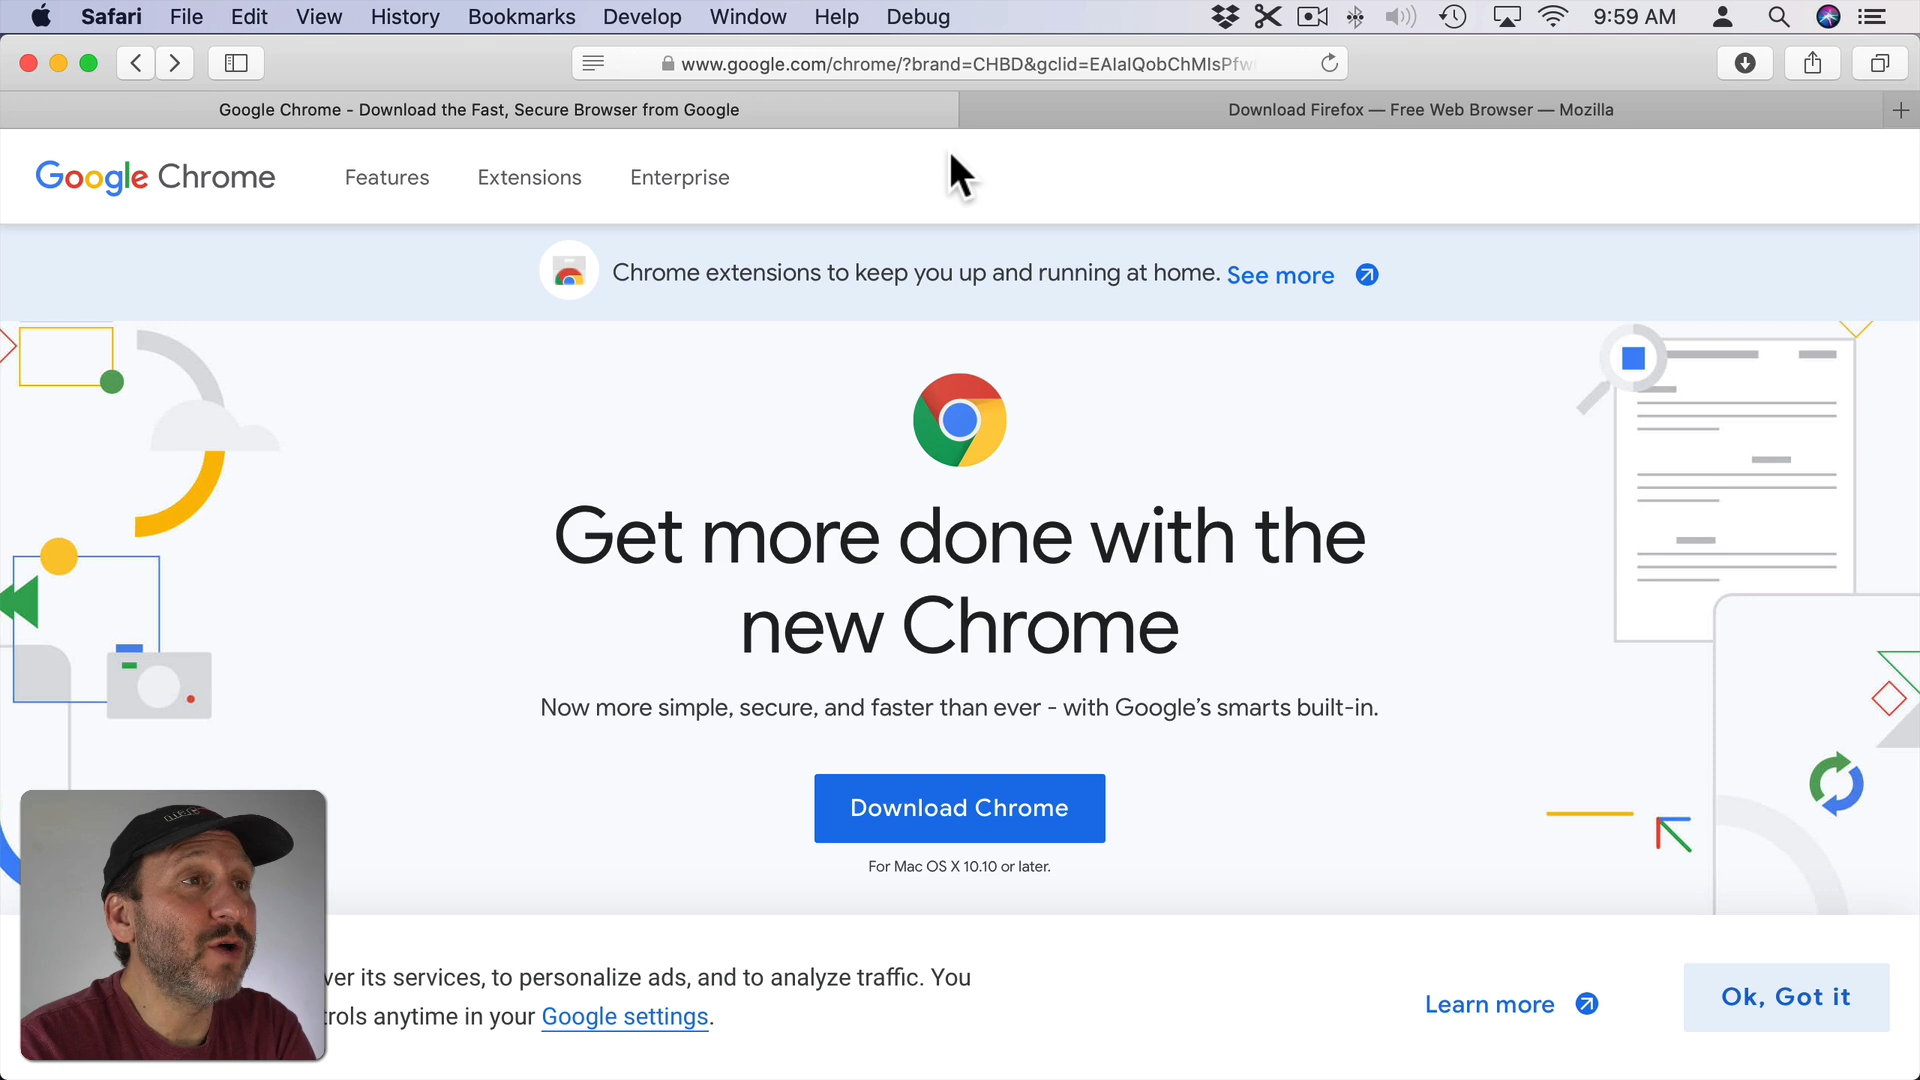 Safari File Edit View History Bookmarks Develop Window Help Debug 9:59 AM
www.google.com/chrome/?brand=CHBD&gclid=EAIaIQobChMIsPfw
Google Chrome - Download the Fast, Secure Browser from Google
Download Firefox — Free Web Browser — Mozilla
Google Chrome Features Extensions Enterprise
Chrome extensions to keep you up and running at home. See more
Get more done with the
new Chrome
Now more simple, secure, and faster than ever - with Google’s smarts built-in.
Download Chrome
For Mac OS X 10.10 or later.
ver its services, to personalize ads, and to analyze traffic. You
rols anytime in your Google settings.
Learn more
Ok, Got it